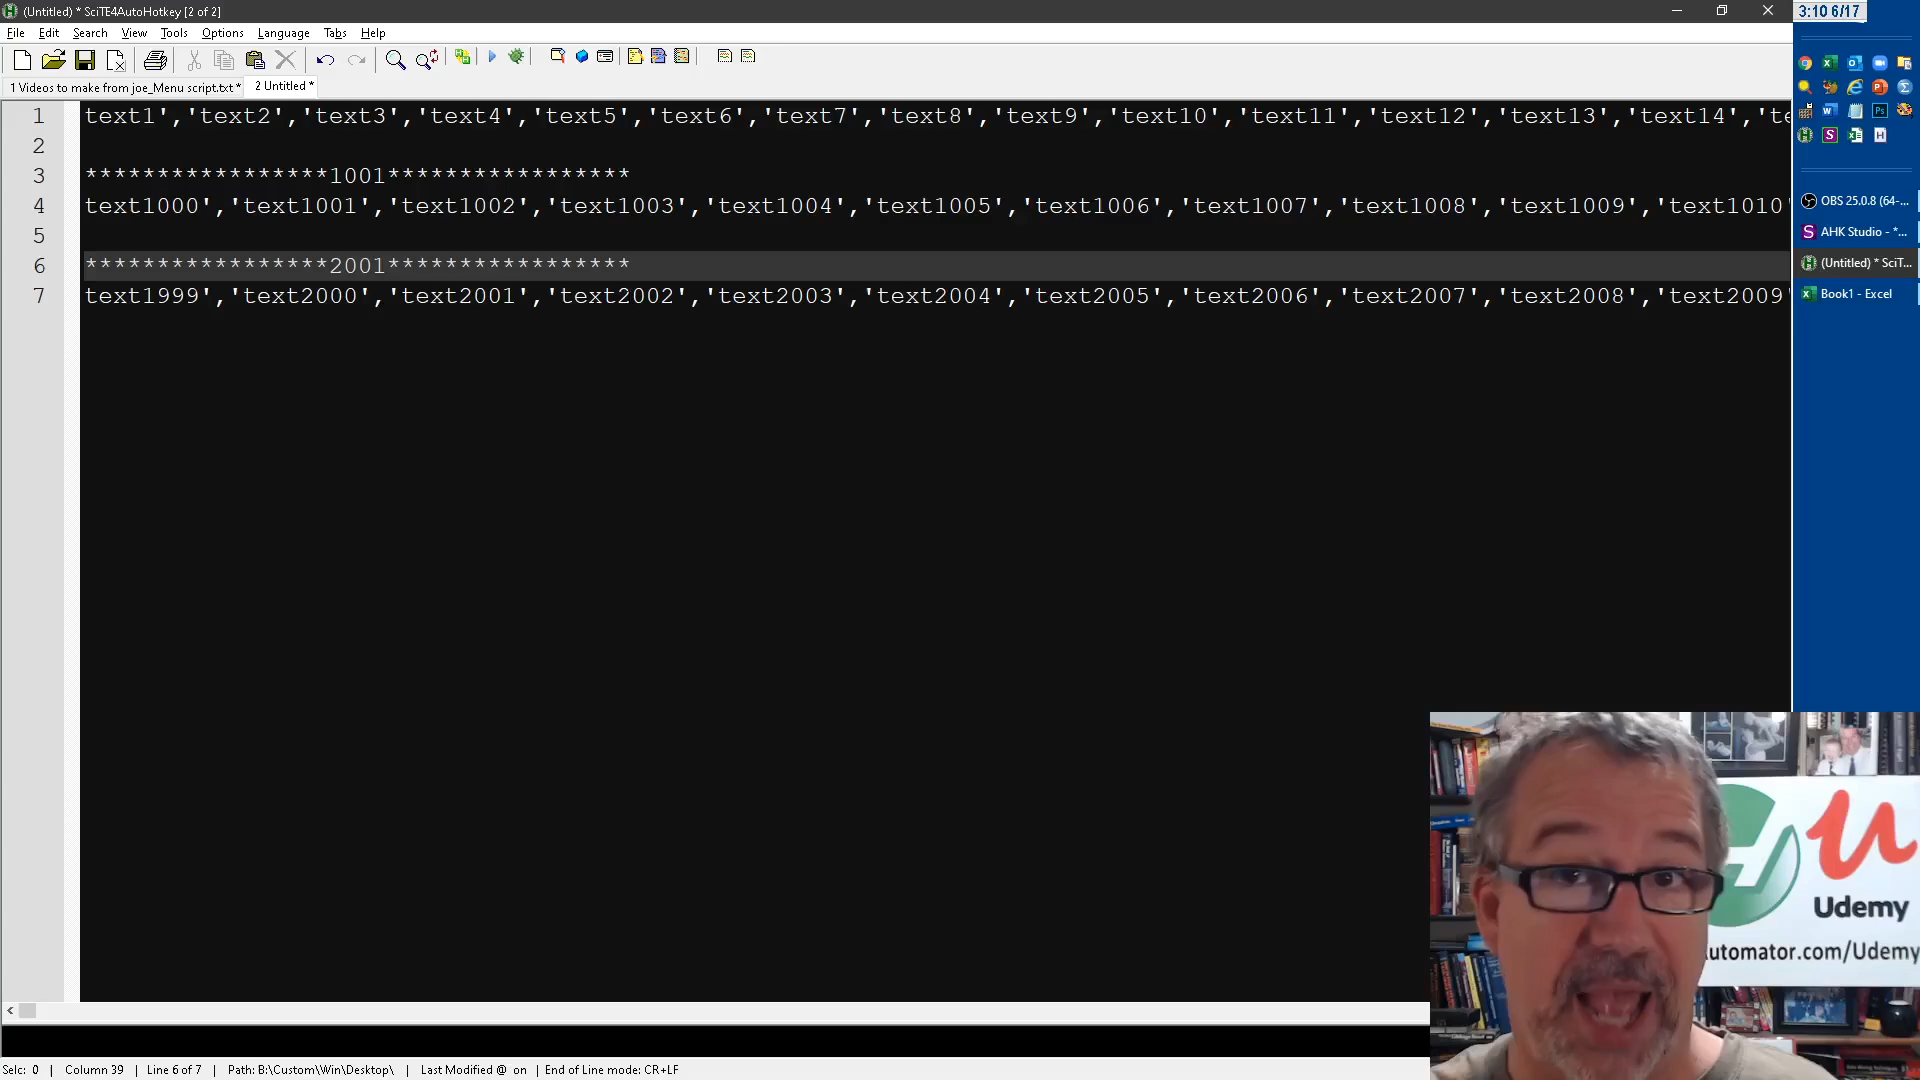 (Untitled) * SciTE4AutoHotkey [2 of 2]
3:10 6/17
File Edit Search View Tools Options Language Tabs Help
1 Videos to make from joe_Menu script.txt * 2 Untitled *
1 text1','text2','text3','text4','text5','text6','text7','text8','text9','text10','text11','text12','text13','text14','te
2
3 *****************1001*****************
4 text1000','text1001','text1002','text1003','text1004','text1005','text1006','text1007','text1008','text1009','text1010'
5
6 *****************2001*****************
7 text1999','text2000','text2001','text2002','text2003','text2004','text2005','text2006','text2007','text2008','text2009'
OBS 25.0.8 (64-...
AHK Studio - *...
(Untitled) * SciT...
Book1 - Excel
Udemy
utomator.com/Udemy
Selc: 0 | Column 39 | Line 6 of 7 | Path: B:\Custom\Win\Desktop\ | Last Modified @ on | End of Line mode: CR+LF